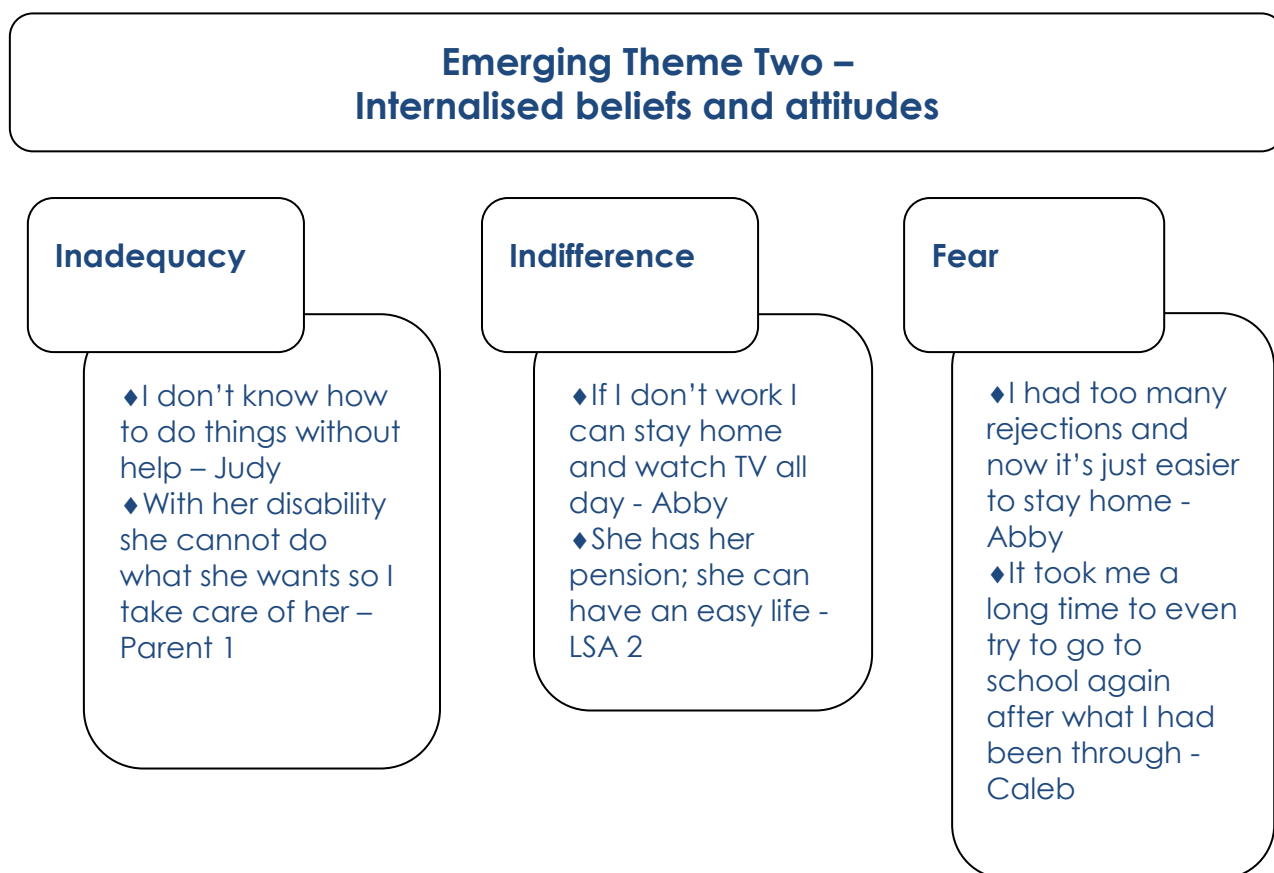 Emerging Theme Two –
Internalised beliefs and attitudes
Inadequacy
♦I don’t know how
to do things without
help – Judy
♦With her disability
she cannot do
what she wants so I
take care of her –
Parent 1
Indifference
♦If I don’t work I
can stay home
and watch TV all
day - Abby
♦She has her
pension; she can
have an easy life -
LSA 2
Fear
♦I had too many
rejections and
now it’s just easier
to stay home -
Abby
♦It took me a
long time to even
try to go to
school again
after what I had
been through -
Caleb